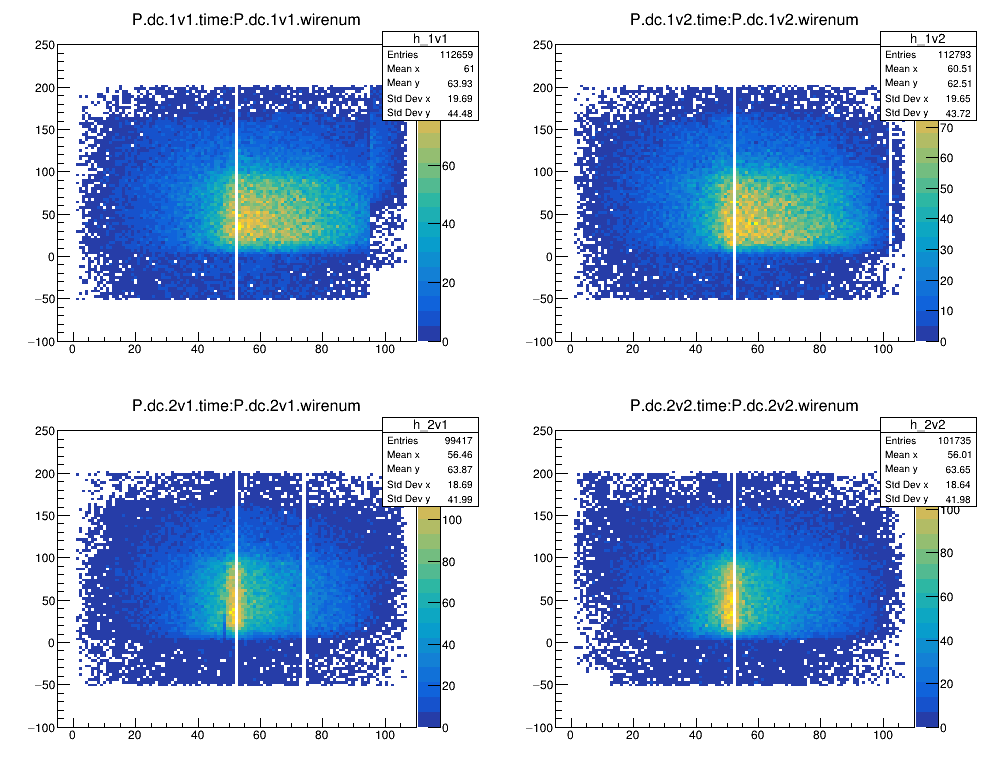 P.dc.1v1.time:P.dc.1v1.wirenum
h_1v1
Entries 112659
Mean x 61
Mean y 63.93
Std Dev x 19.69
Std Dev y 44.48
250
200
150
100
50
0
−50
−100
0 20 40 60 80 100
60
40
20
0
P.dc.1v2.time:P.dc.1v2.wirenum
h_1v2
Entries 112793
Mean x 60.51
Mean y 62.51
Std Dev x 19.65
Std Dev y 43.72
250
200
150
100
50
0
−50
−100
0 20 40 60 80 100
70
60
50
40
30
20
10
0
P.dc.2v1.time:P.dc.2v1.wirenum
h_2v1
Entries 99417
Mean x 56.46
Mean y 63.87
Std Dev x 18.69
Std Dev y 41.99
250
200
150
100
50
0
−50
−100
0 20 40 60 80 100
100
80
60
40
20
0
P.dc.2v2.time:P.dc.2v2.wirenum
h_2v2
Entries 101735
Mean x 56.01
Mean y 63.65
Std Dev x 18.64
Std Dev y 41.98
250
200
150
100
50
0
−50
−100
0 20 40 60 80 100
100
80
60
40
20
0